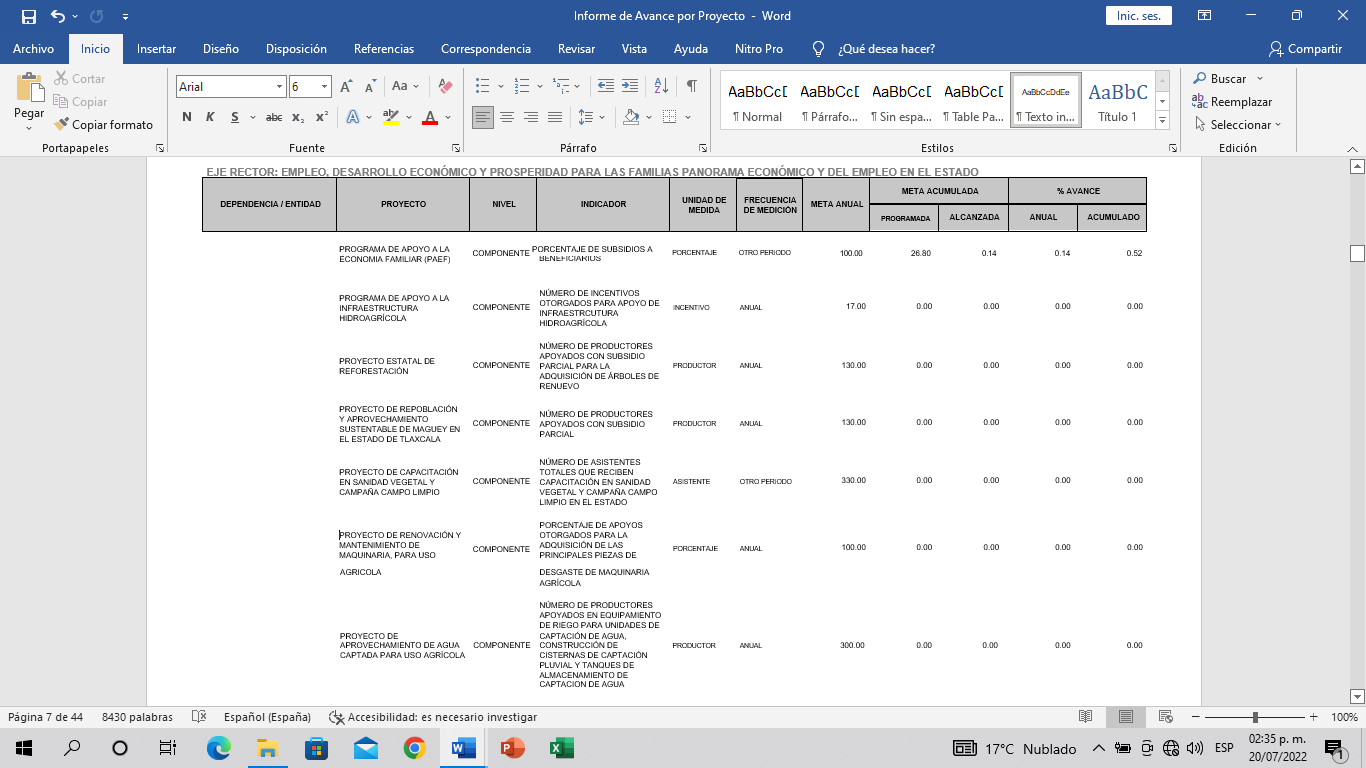 Informe de Avance por Proyecto - Word
Inic. ses.
Archivo Inicio Insertar Diseño Disposición Referencias Correspondencia Revisar Vista Ayuda Nitro Pro ¿Qué desea hacer? Compartir
Pegar
Cortar
Copiar
Copiar formato
Portapapeles
Arial 6
N K S abc x₂ x²
Fuente
Párrafo
AaBbCcD AaBbCcD AaBbCcD AaBbCcD AaBbCcDdEe AaBbC
¶ Normal ¶ Párrafo... ¶ Sin espa... ¶ Table Pa... ¶ Texto in... Título 1
Estilos
Buscar
Reemplazar
Seleccionar
Edición
EJE RECTOR: EMPLEO, DESARROLLO ECONÓMICO Y PROSPERIDAD PARA LAS FAMILIAS PANORAMA ECONÓMICO Y DEL EMPLEO EN EL ESTADO
DEPENDENCIA / ENTIDAD
PROYECTO
NIVEL
INDICADOR
UNIDAD DE
MEDIDA
FRECUENCIA
DE MEDICIÓN
META ANUAL
META ACUMULADA
PROGRAMADA
ALCANZADA
% AVANCE
ANUAL
ACUMULADO
PROGRAMA DE APOYO A LA
ECONOMIA FAMILIAR (PAEF)
COMPONENTE
PORCENTAJE DE SUBSIDIOS A
BENEFICIARIOS
PORCENTAJE
OTRO PERIODO
100.00 26.80 0.14 0.14 0.52
PROGRAMA DE APOYO A LA
INFRAESTRUCTURA
HIDROAGRÍCOLA
COMPONENTE
NÚMERO DE INCENTIVOS
OTORGADOS PARA APOYO DE
INFRAESTRCUTURA
HIDROAGRÍCOLA
INCENTIVO
ANUAL
17.00 0.00 0.00 0.00 0.00
PROYECTO ESTATAL DE
REFORESTACIÓN
COMPONENTE
NÚMERO DE PRODUCTORES
APOYADOS CON SUBSIDIO
PARCIAL PARA LA
ADQUISICIÓN DE ÁRBOLES DE
RENUEVO
PRODUCTOR
ANUAL
130.00 0.00 0.00 0.00 0.00
PROYECTO DE REPOBLACIÓN
Y APROVECHAMIENTO
SUSTENTABLE DE MAGUEY EN
EL ESTADO DE TLAXCALA
COMPONENTE
NÚMERO DE PRODUCTORES
APOYADOS CON SUBSIDIO
PARCIAL
PRODUCTOR
ANUAL
130.00 0.00 0.00 0.00 0.00
PROYECTO DE CAPACITACIÓN
EN SANIDAD VEGETAL Y
CAMPAÑA CAMPO LIMPIO
COMPONENTE
NÚMERO DE ASISTENTES
TOTALES QUE RECIBEN
CAPACITACIÓN EN SANIDAD
VEGETAL Y CAMPAÑA CAMPO
LIMPIO EN EL ESTADO
ASISTENTE
OTRO PERIODO
330.00 0.00 0.00 0.00 0.00
PROYECTO DE RENOVACIÓN Y
MANTENIMIENTO DE
MAQUINARIA, PARA USO
AGRICOLA
COMPONENTE
PORCENTAJE DE APOYOS
OTORGADOS PARA LA
ADQUISICIÓN DE LAS
PRINCIPALES PIEZAS DE
DESGASTE DE MAQUINARIA
AGRÍCOLA
PORCENTAJE
ANUAL
100.00 0.00 0.00 0.00 0.00
PROYECTO DE
APROVECHAMIENTO DE AGUA
CAPTADA PARA USO AGRÍCOLA
COMPONENTE
NÚMERO DE PRODUCTORES
APOYADOS EN EQUIPAMIENTO
DE RIEGO PARA UNIDADES DE
CAPTACIÓN DE AGUA,
CONSTRUCCIÓN DE
CISTERNAS DE CAPTACIÓN
PLUVIAL Y TANQUES DE
ALMACENAMIENTO DE
CAPTACION DE AGUA
PRODUCTOR
ANUAL
300.00 0.00 0.00 0.00 0.00
Página 7 de 44 8430 palabras Español (España) Accesibilidad: es necesario investigar 100%
17°C Nublado ESP 02:35 p. m.
20/07/2022